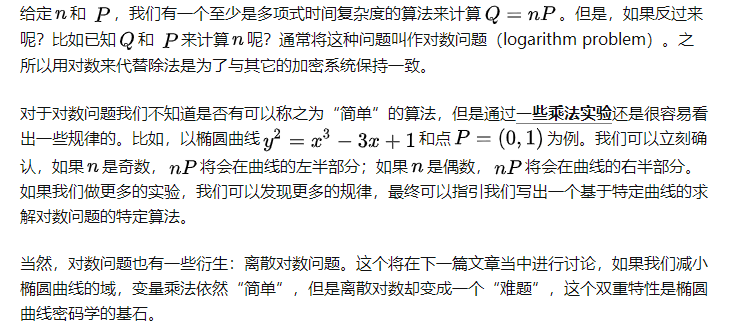 给定n和 P，我们有一个至少是多项式时间复杂度的算法来计算Q = nP。但是，如果反过来
呢？比如已知Q和 P来计算n呢？通常将这种问题叫作对数问题（logarithm problem）。之
所以用对数来代替除法是为了与其它的加密系统保持一致。
对于对数问题我们不知道是否有可以称之为“简单”的算法，但是通过一些乘法实验还是很容易看
出一些规律的。比如，以椭圆曲线y² = x³ − 3x + 1和点P = (0, 1)为例。我们可以立刻确
认，如果n是奇数，nP将会在曲线的左半部分；如果n是偶数，nP将会在曲线的右半部分。
如果我们做更多的实验，我们可以发现更多的规律，最终可以指引我们写出一个基于特定曲线的求
解对数问题的特定算法。
当然，对数问题也有一些衍生：离散对数问题。这个将在下一篇文章当中进行讨论，如果我们减小
椭圆曲线的域，变量乘法依然“简单”，但是离散对数却变成一个“难题”，这个双重特性是椭圆
曲线密码学的基石。